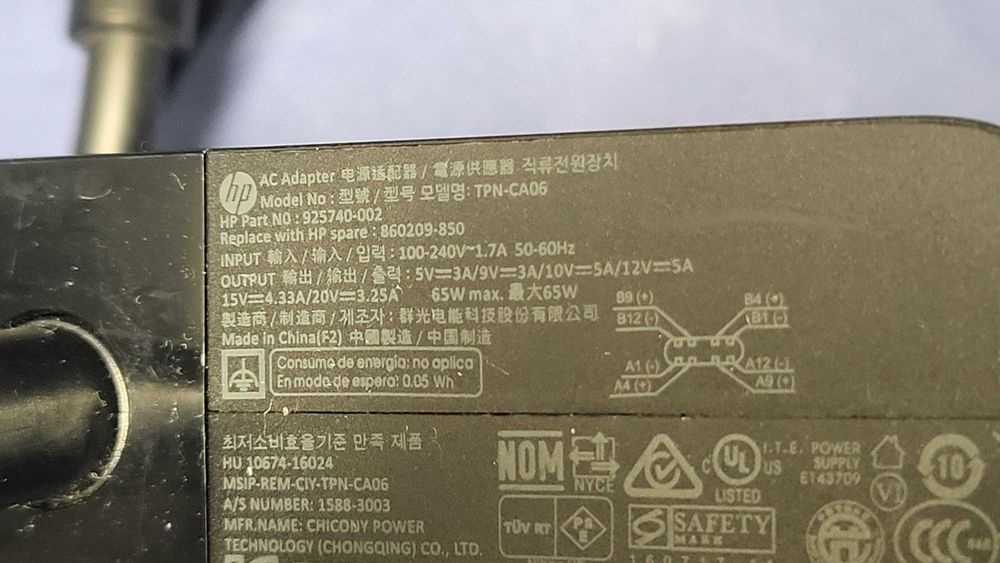 hp
AC Adapter 电源适配器 / 電源供應器 직류전원장치
Model No : 型號 / 型号 모델명: TPN-CA06
HP Part NO : 925740-002
Replace with HP spare : 860209-850
INPUT 輸入 / 输入 / 입력 : 100-240V~1.7A 50-60Hz
OUTPUT 輸出 / 输出 / 출력 : 5V⎓3A/9V⎓3A/10V⎓5A/12V⎓5A
15V⎓4.33A/20V⎓3.25A 65W max. 最大65W
製造商 / 制造商 / 제조자 : 群光电能科技股份有限公司
Made in China(F2) 中國製造 / 中国制造
Consumo de energía: no aplica
En modo de espera: 0.05 Wh
B9 (+) B4 (+)
B12 (-) B1 (-)
A1 (-) A12 (-)
A4 (+) A9 (+)
최저소비효율기준 만족 제품
HU 10674-16024
MSIP-REM-CIY-TPN-CA06
A/S NUMBER: 1588-3003
MFR.NAME: CHICONY POWER
TECHNOLOGY (CHONGQING) CO., LTD.
NOM
NYCE
C UL US
LISTED
I.T.E. POWER
SUPPLY
E143709
VI
10
TÜV RT
PS
E
S SAFETY
MARK
CCC
S&E